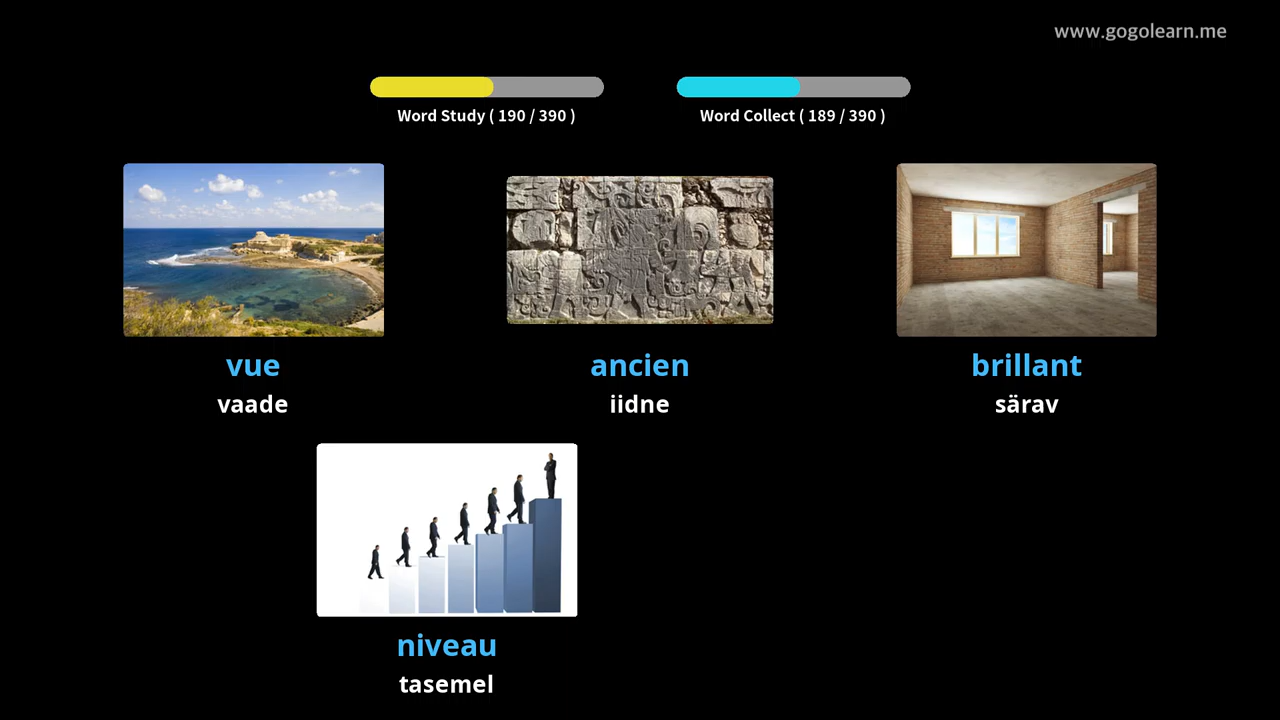 www.gogolearn.me
Word Study ( 190 / 390 )
Word Collect ( 189 / 390 )
vue
vaade
ancien
iidne
brillant
särav
niveau
tasemel